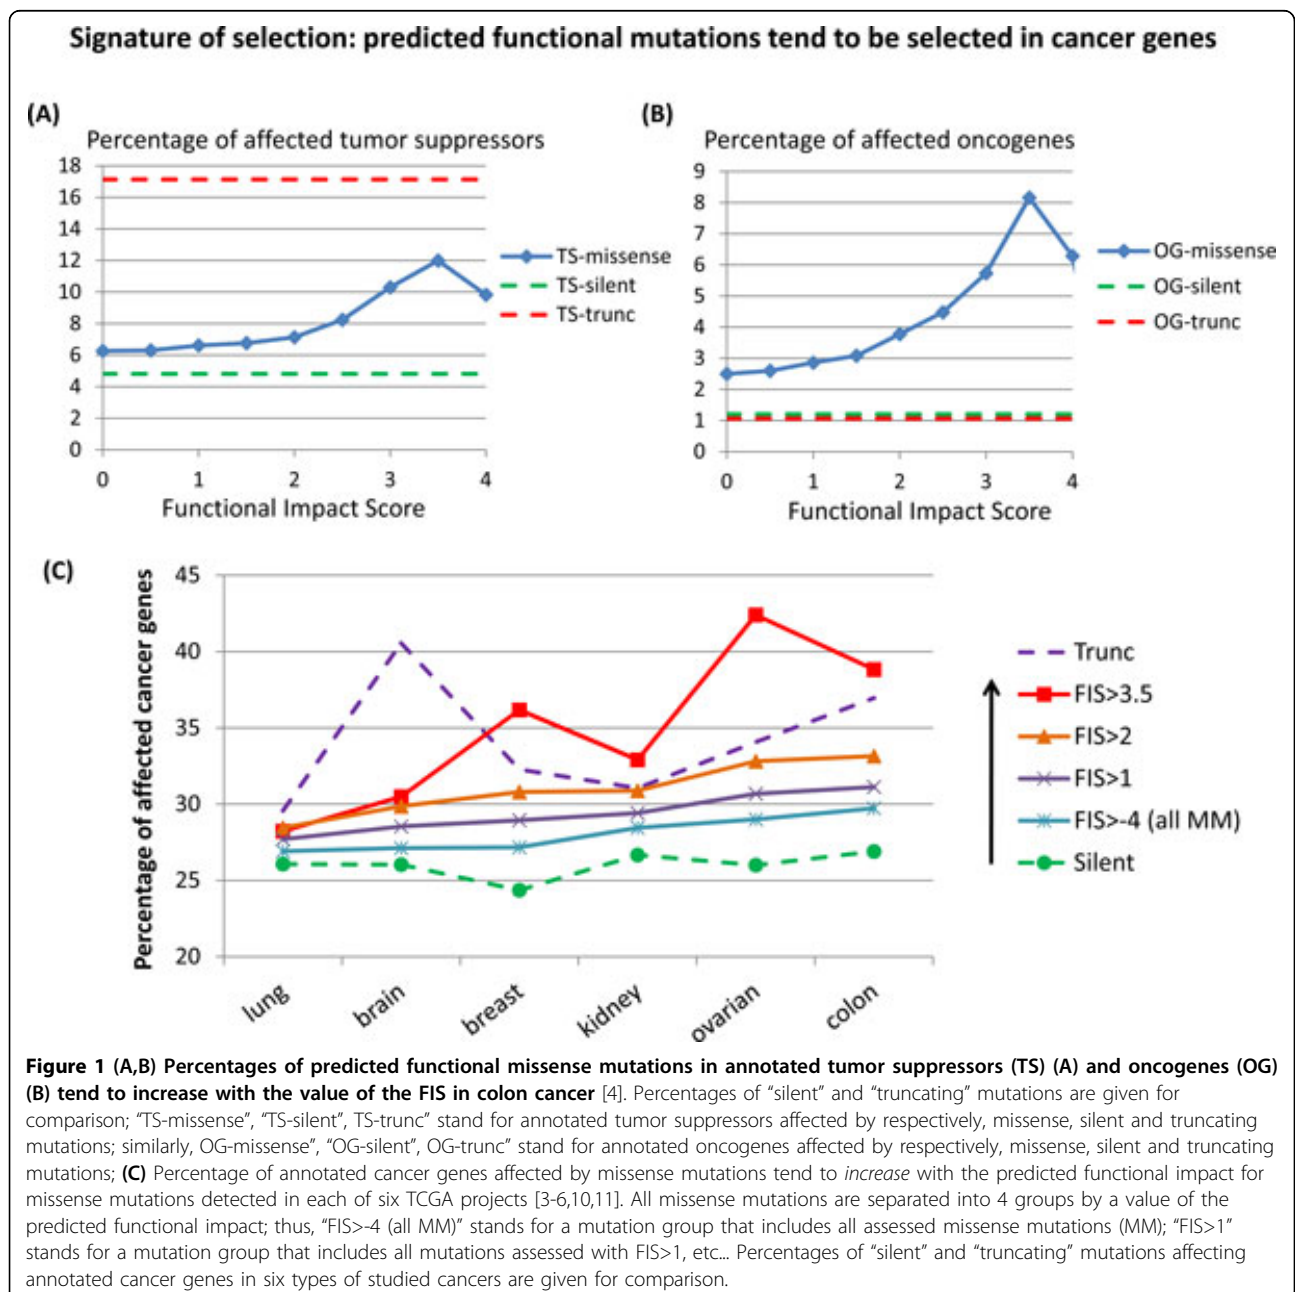 Signature of selection: predicted functional mutations tend to be selected in cancer genes
(A)
Percentage of affected tumor suppressors
18
16
14
12
10
8
6
4
2
0
0 1 2 3 4
Functional Impact Score
TS-missense
TS-silent
TS-trunc
(B)
Percentage of affected oncogenes
9
8
7
6
5
4
3
2
1
0
0 1 2 3 4
Functional Impact Score
OG-missense
OG-silent
OG-trunc
(C)
Percentage of affected cancer genes
45
40
35
30
25
20
lung brain breast kidney ovarian colon
Trunc
FIS>3.5
FIS>2
FIS>1
FIS>-4 (all MM)
Silent
Figure 1 (A,B) Percentages of predicted functional missense mutations in annotated tumor suppressors (TS) (A) and oncogenes (OG)
(B) tend to increase with the value of the FIS in colon cancer [4]. Percentages of “silent” and “truncating” mutations are given for
comparison; “TS-missense”, “TS-silent”, TS-trunc” stand for annotated tumor suppressors affected by respectively, missense, silent and truncating
mutations; similarly, OG-missense”, “OG-silent”, OG-trunc” stand for annotated oncogenes affected by respectively, missense, silent and truncating
mutations; (C) Percentage of annotated cancer genes affected by missense mutations tend to increase with the predicted functional impact for
missense mutations detected in each of six TCGA projects [3-6,10,11]. All missense mutations are separated into 4 groups by a value of the
predicted functional impact; thus, “FIS>-4 (all MM)” stands for a mutation group that includes all assessed missense mutations (MM); “FIS>1”
stands for a mutation group that includes all mutations assessed with FIS>1, etc... Percentages of “silent” and “truncating” mutations affecting
annotated cancer genes in six types of studied cancers are given for comparison.